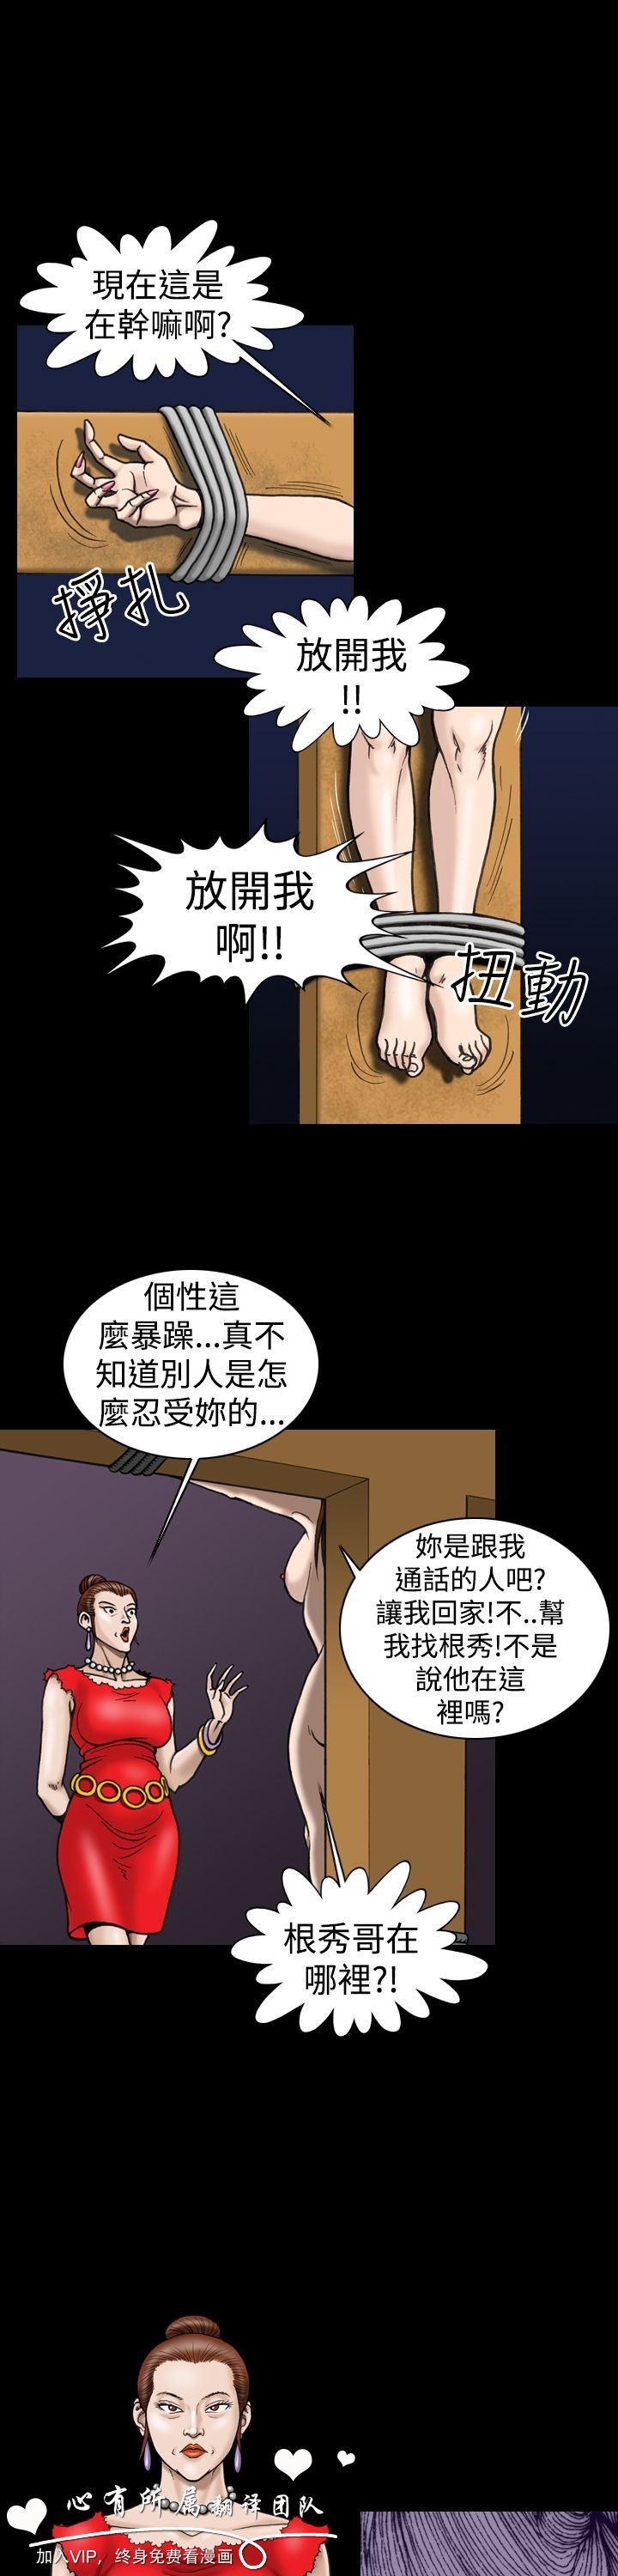 現在這是
在幹嘛啊?
掙扎
放開我
!!
放開我
啊!!
扭動
個性這
麼暴躁...真不
知道別人是怎
麼忍受妳的...
妳是跟我
通話的人吧?
讓我回家!不..幫
我找根秀!不是
說他在這
裡嗎?
根秀哥在
哪裡?!
心有所属翻译团队
加入VIP，终身免费看漫画